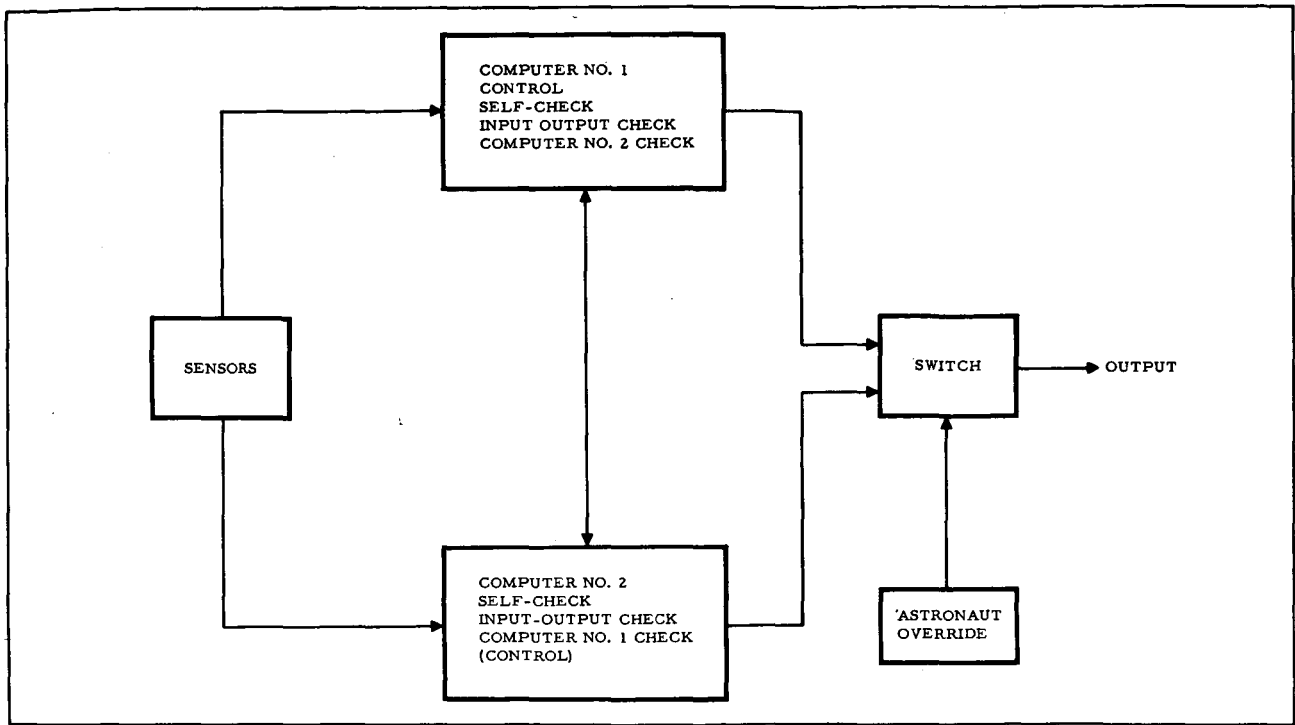 COMPUTER NO. 1
CONTROL
SELF-CHECK
INPUT OUTPUT CHECK
COMPUTER NO. 2 CHECK
SENSORS
SWITCH
OUTPUT
COMPUTER NO. 2
SELF-CHECK
INPUT-OUTPUT CHECK
COMPUTER NO. 1 CHECK
(CONTROL)
ASTRONAUT
OVERRIDE